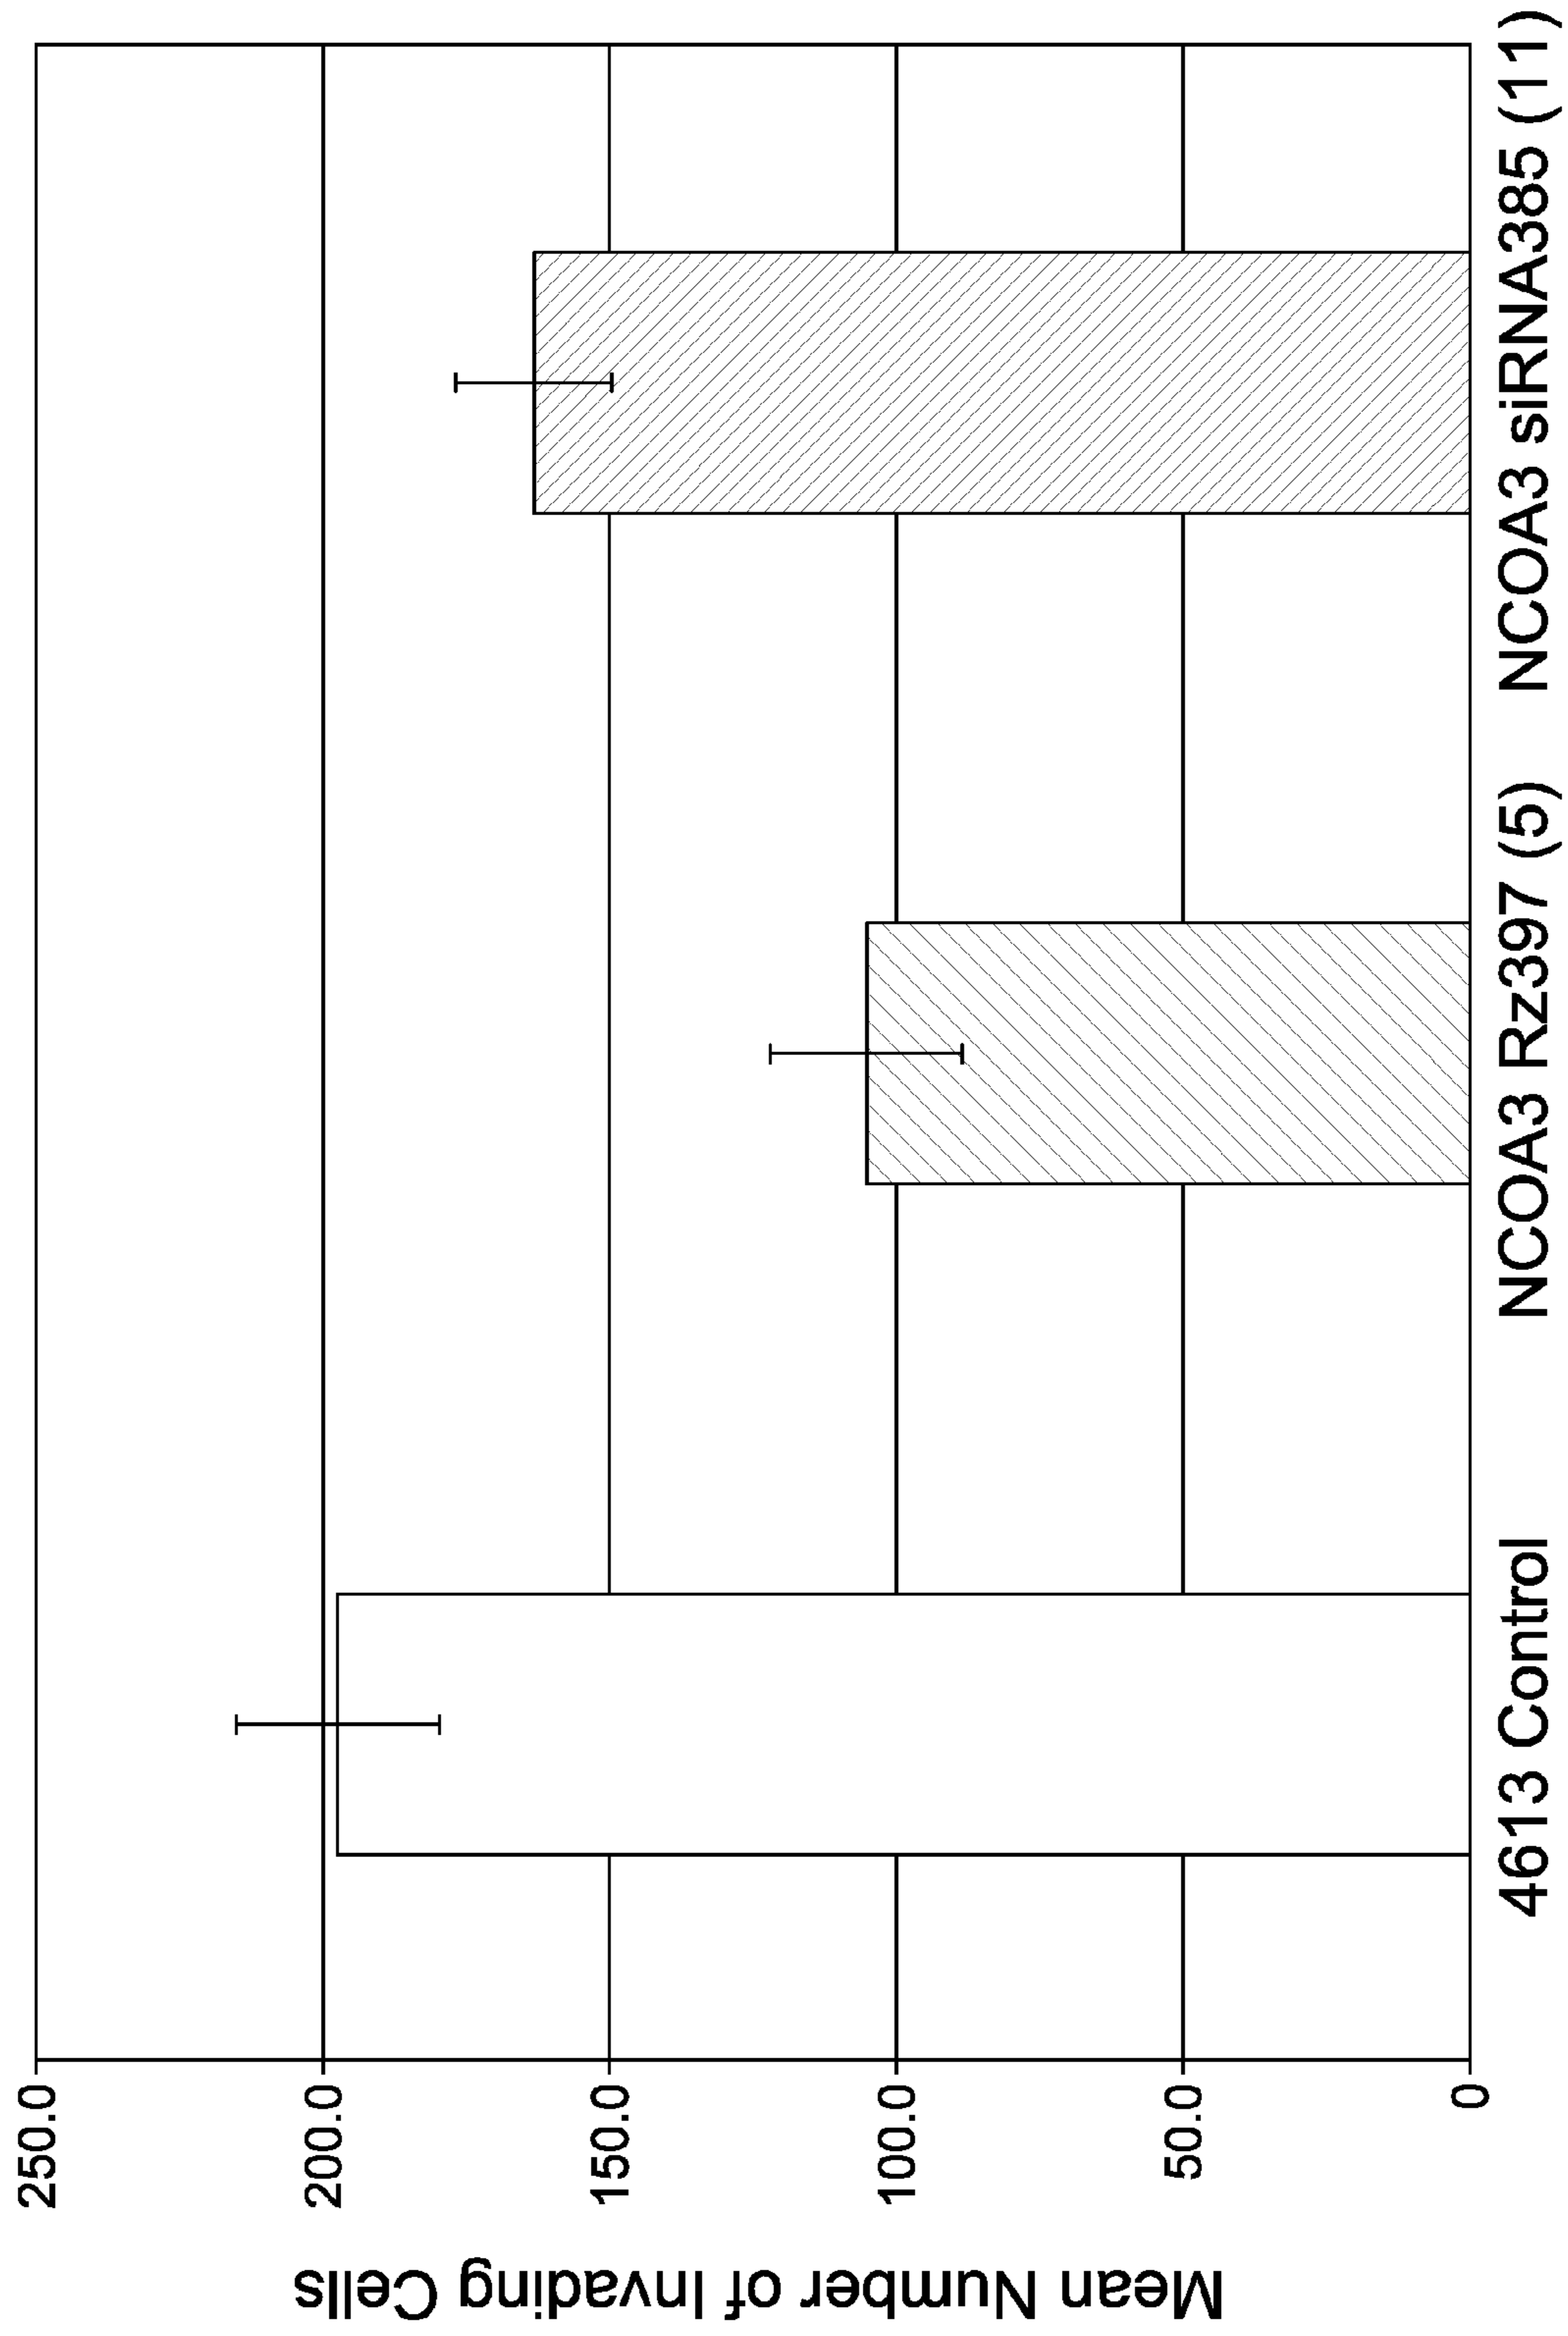 Mean Number of Invading Cells
250.0
200.0
150.0
100.0
50.0
0
4613 Control
NCOA3 Rz397 (5)
NCOA3 siRNA385 (11)